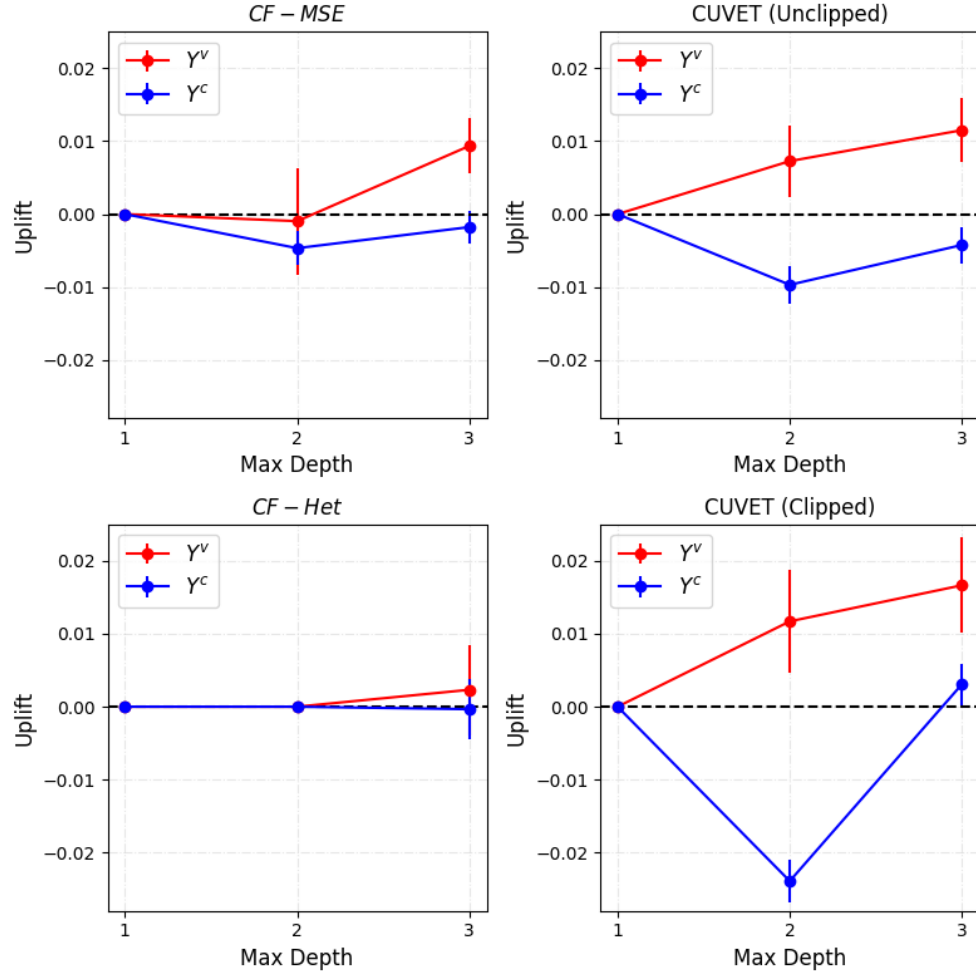 CF − MSE
Y^v
Y^c
0.02
0.01
0.00
−0.01
−0.02
Uplift
1
2
3
Max Depth
CUVET (Unclipped)
Y^v
Y^c
0.02
0.01
0.00
−0.01
−0.02
Uplift
1
2
3
Max Depth
CF − Het
Y^v
Y^c
0.02
0.01
0.00
−0.01
−0.02
Uplift
1
2
3
Max Depth
CUVET (Clipped)
Y^v
Y^c
0.02
0.01
0.00
−0.01
−0.02
Uplift
1
2
3
Max Depth